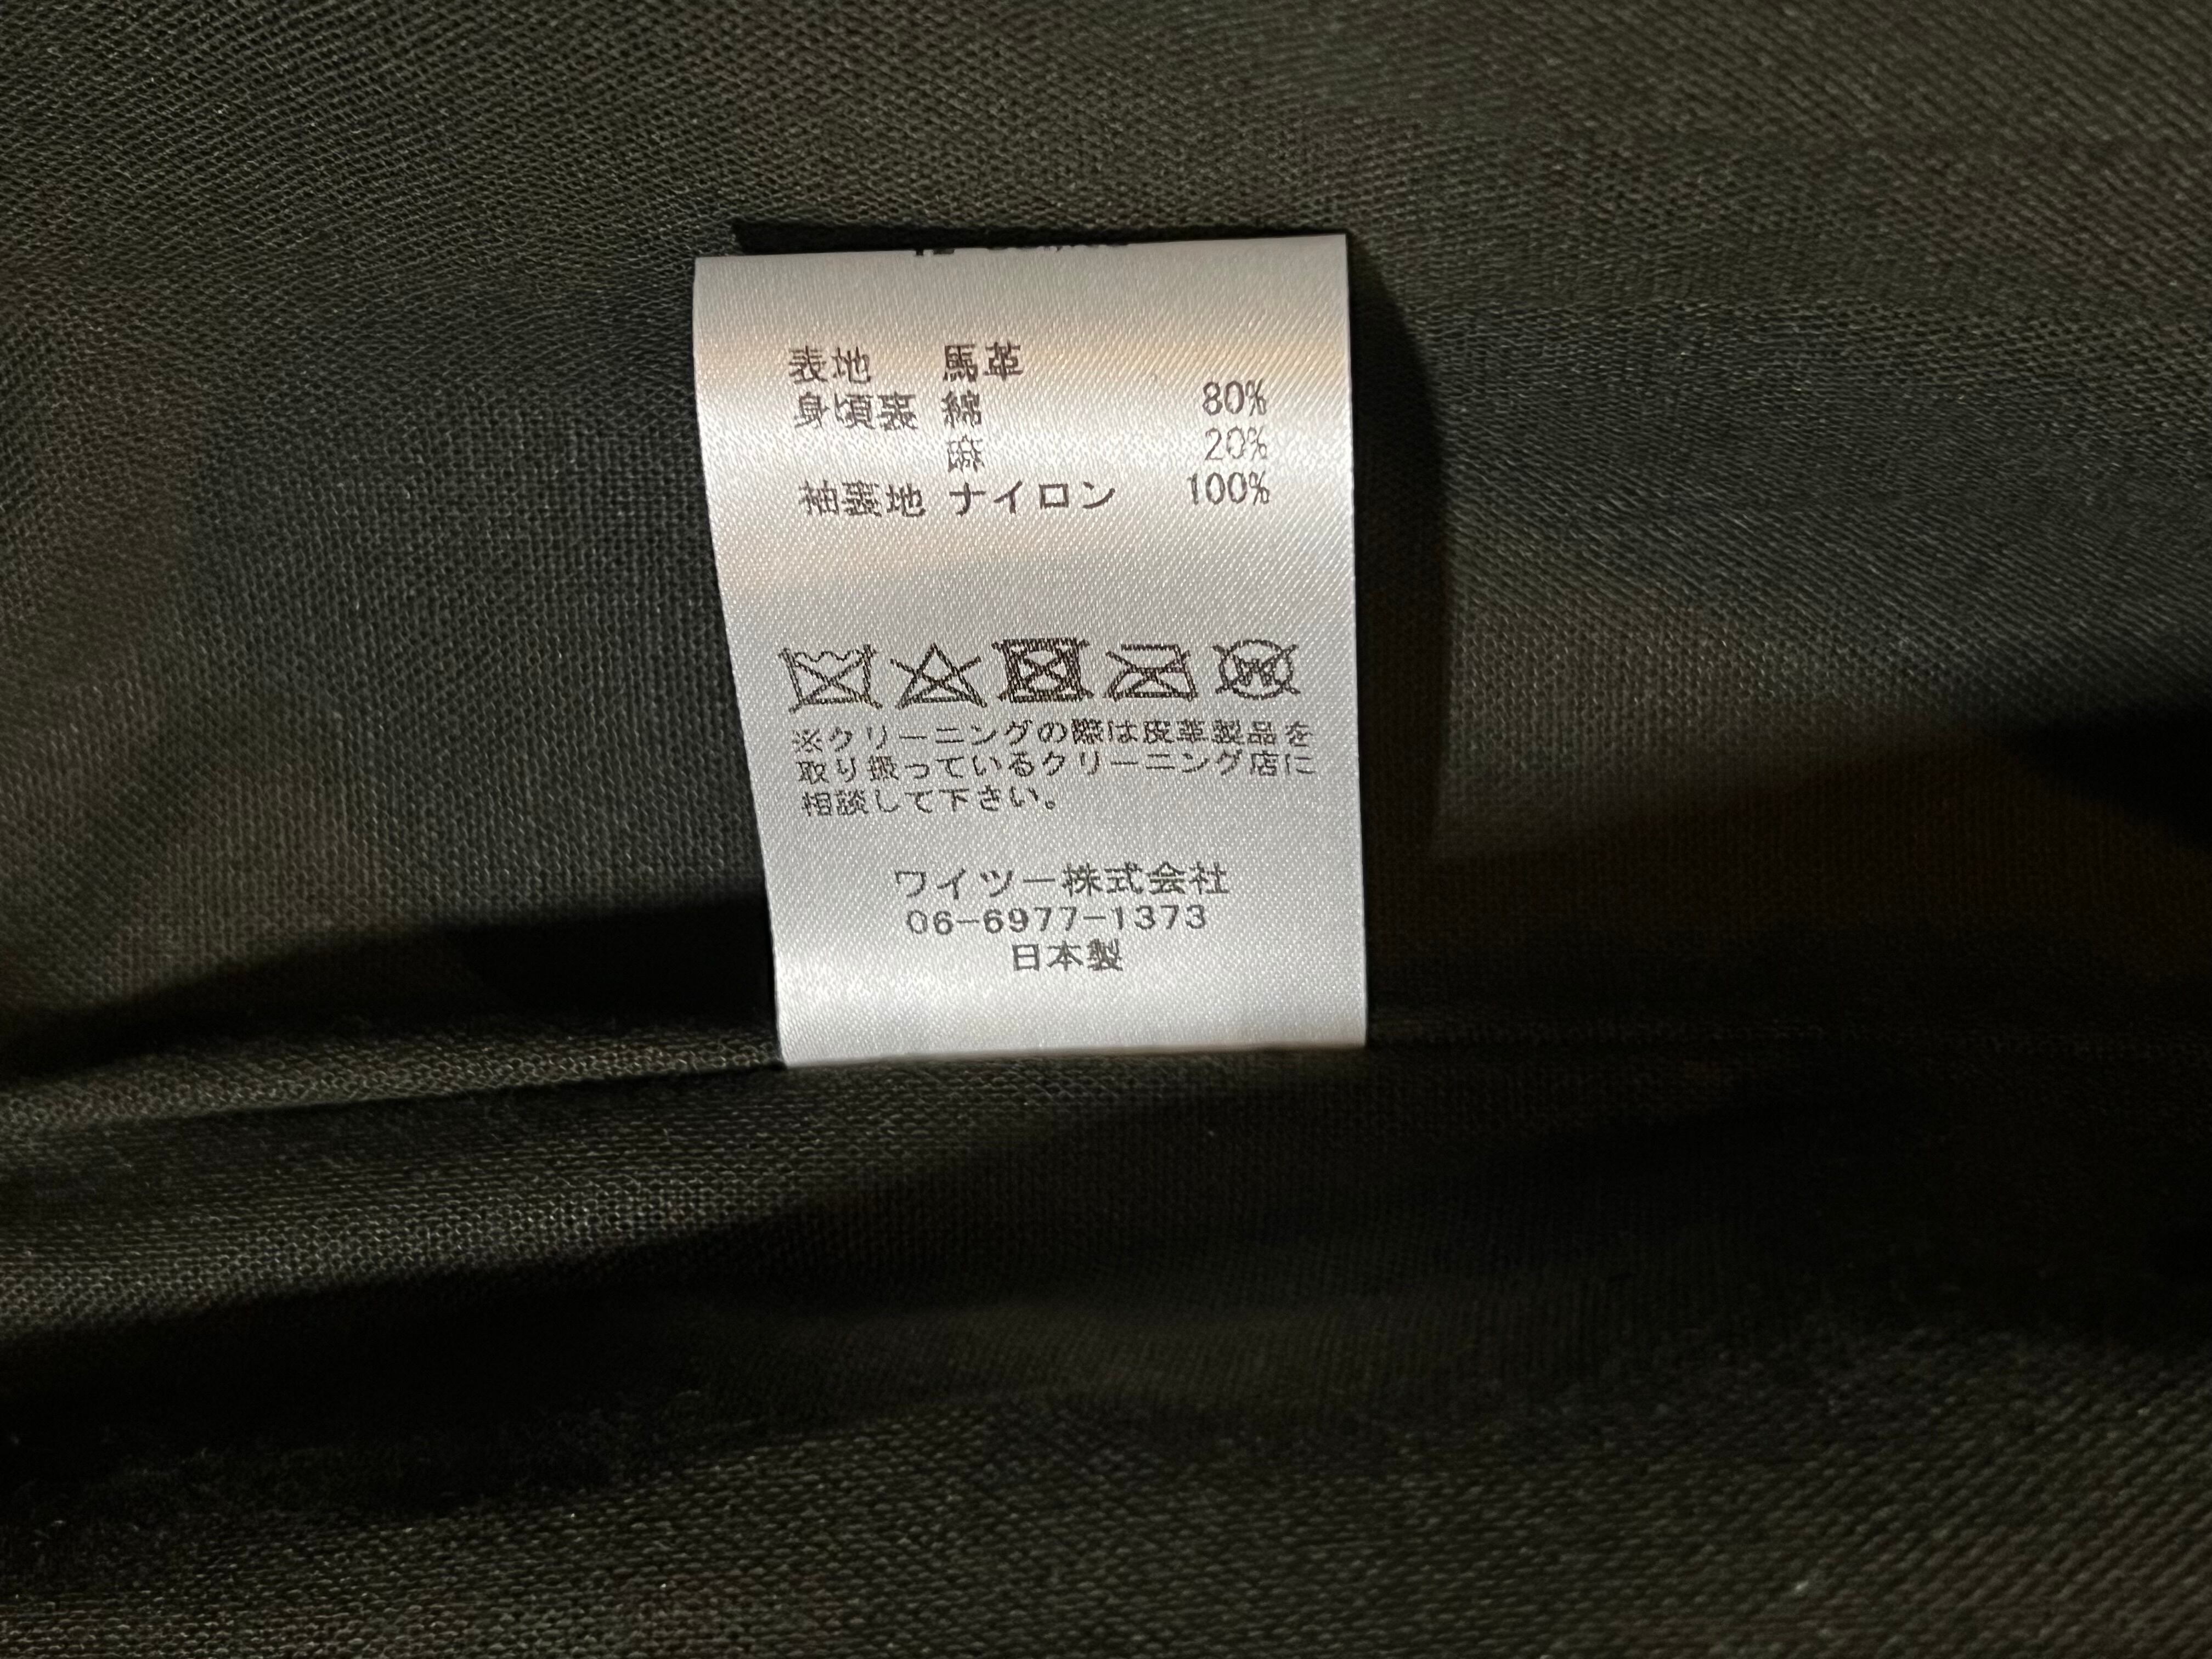 表地 馬革
身頃裏 綿 80%
麻 20%
袖裏地 ナイロン 100%
※クリーニングの際は皮革製品を
取り扱っているクリーニング店に
相談して下さい。
ワイツー株式会社
06-6977-1373
日本製